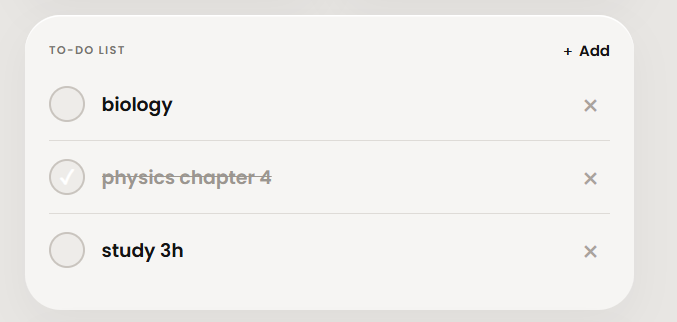 TO-DO LIST
+ Add
biology ×
✓ physics chapter 4 ×
study 3h ×